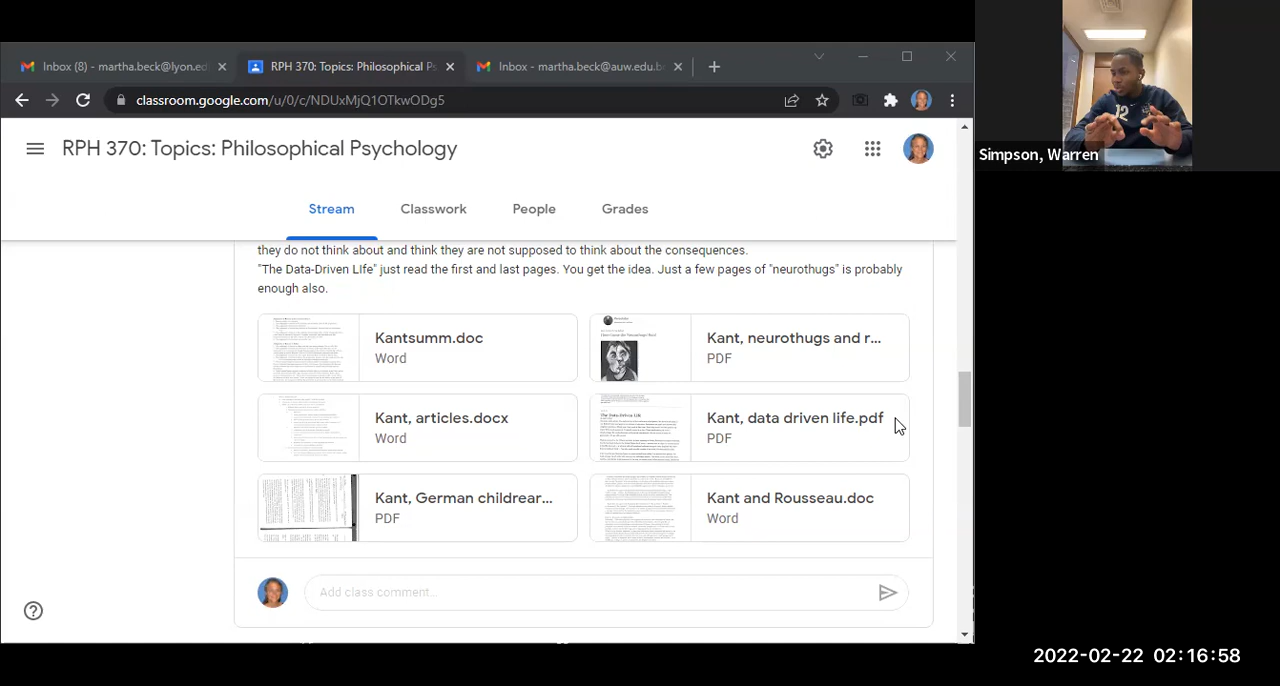 Inbox (8) - martha.beck@lyon.ed
RPH 370: Topics: Philosophical Ps
Inbox - martha.beck@auw.edu.b
classroom.google.com/u/0/c/NDUxMjQ1OTkwODg5
RPH 370: Topics: Philosophical Psychology
Stream
Classwork
People
Grades
they do not think about and think they are not supposed to think about the consequences.
"The Data-Driven LIfe" just read the first and last pages. You get the idea. Just a few pages of "neurothugs" is probably
enough also.
Kantsumm.doc
Word
Kant, neurothugs and r...
PDF
Kant, articles.docx
Word
Kant, data driven life.pdf
PDF
Kant, German childrear...
PDF
Kant and Rousseau.doc
Word
Add class comment...
12
Simpson, Warren
2022-02-22 02:16:58